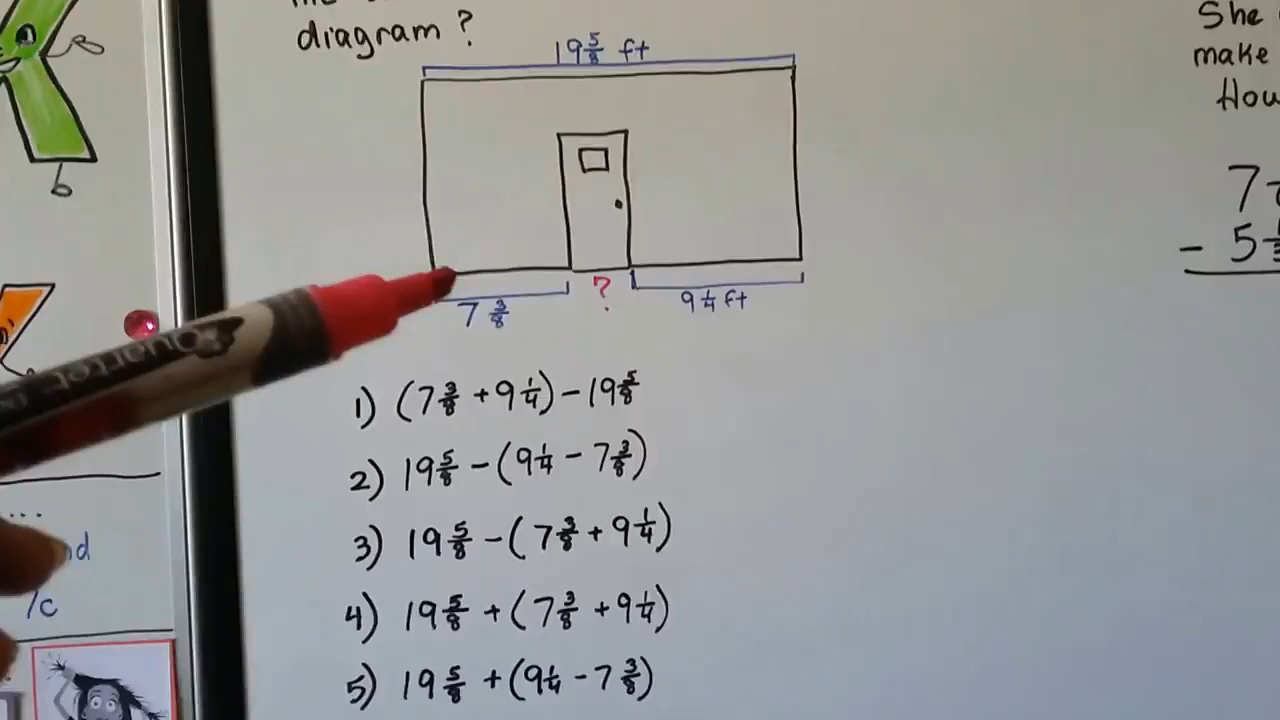 diagram ?
19 5/8 ft
7 3/8
?
9 1/4 ft
1) (7 3/8 + 9 1/4) - 19 5/8
2) 19 5/8 - (9 1/4 - 7 3/8)
3) 19 5/8 - (7 3/8 + 9 1/4)
4) 19 5/8 + (7 3/8 + 9 1/4)
5) 19 5/8 + (9 1/4 - 7 3/8)
She
make
7
- 5
b
...
/c
Quartet